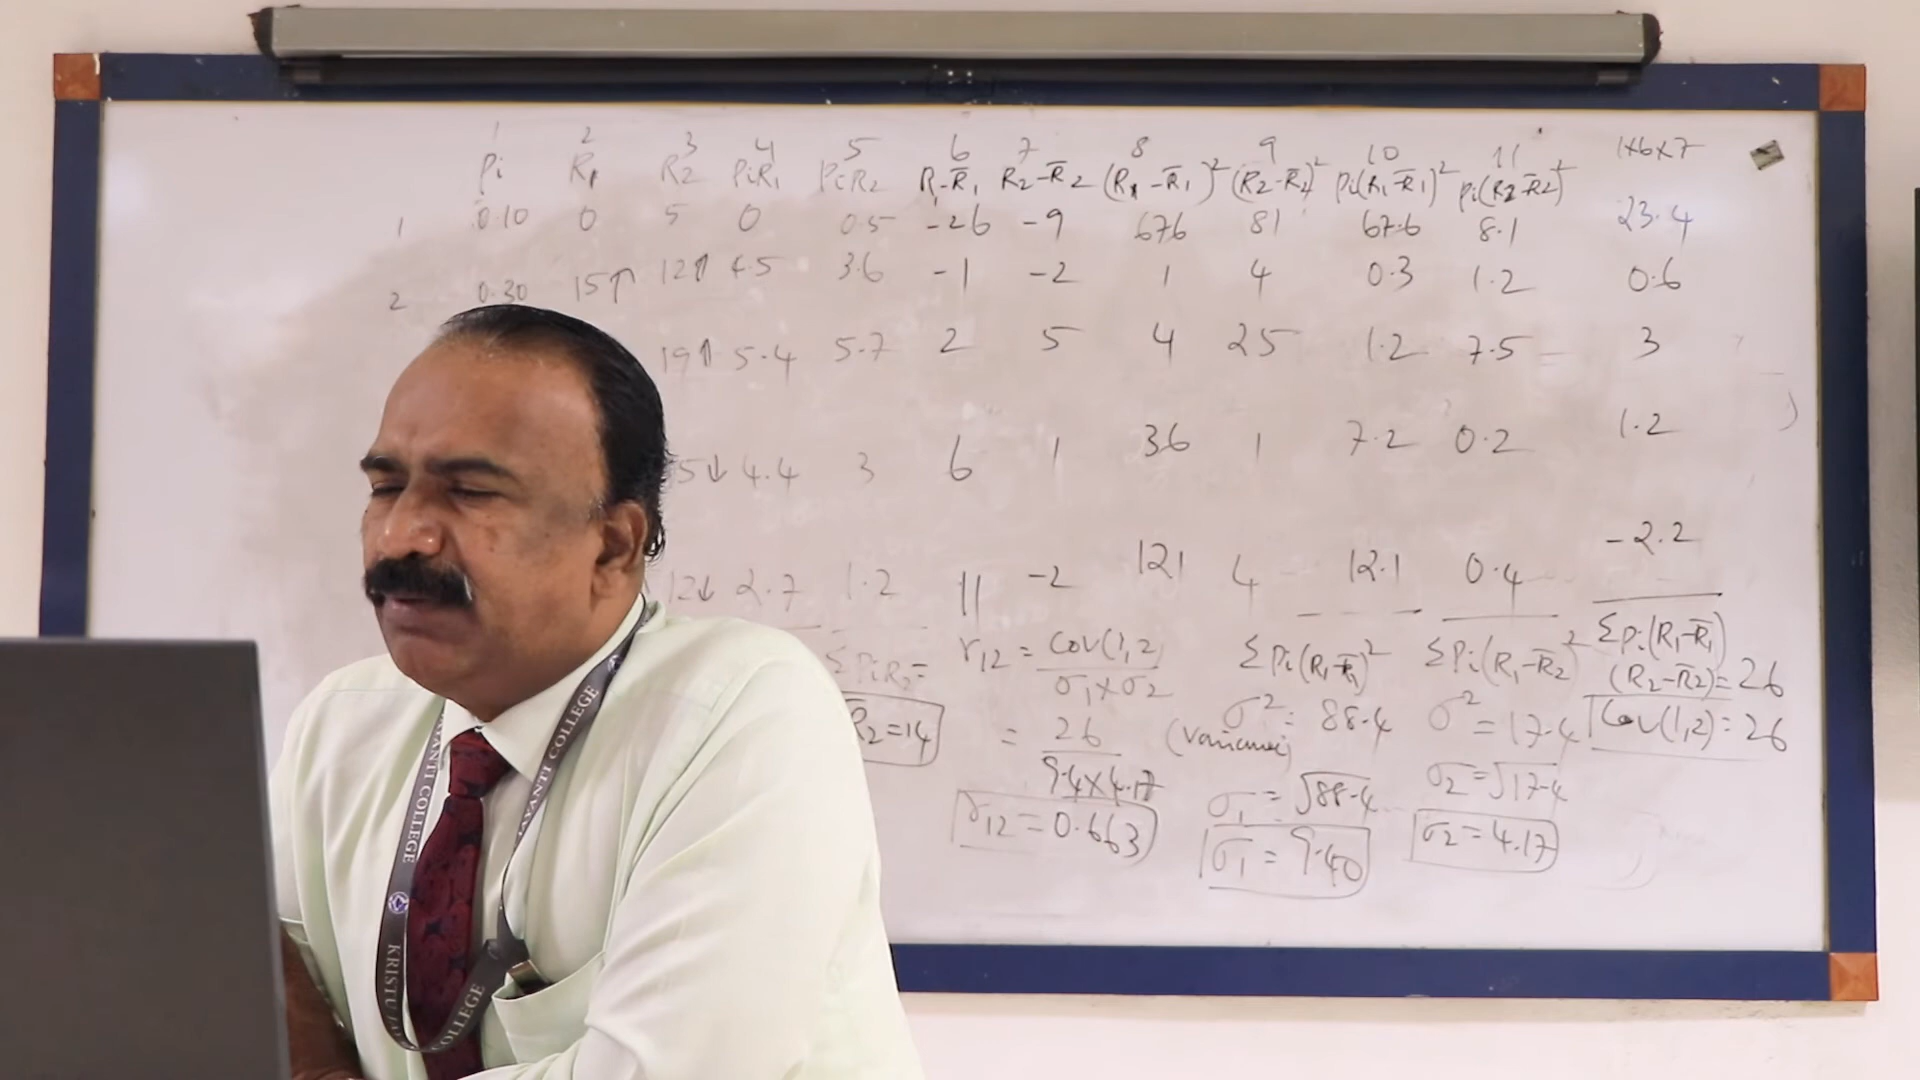 1 2 3 4 5 6 7 8 9 10 11 1×6×7
Pi R1 R2 PiR1 PiR2 R1-R̄1 R2-R̄2 (R1-R̄1)² (R2-R̄2)² Pi(R1-R̄1)² Pi(R2-R̄2)²
1 0.10 0 5 0 0.5 -26 -9 676 81 67.6 8.1 23.4
2 0.30 15↑ 12↑ 4.5 3.6 -1 -2 1 4 0.3 1.2 0.6
19↑ 5.4 5.7 2 5 4 25 1.2 7.5 3
5↓ 4.4 3 6 1 36 1 7.2 0.2 1.2
12↓ 2.7 1.2 11 -2 121 4 12.1 0.4 -2.2
ΣPiR2=
R2=14
r12 = Cov(1,2)
σ1×σ2
= 26
9.4×4.17
r12=0.663
ΣPi(R1-R̄1)²
σ²= 88.4
(variance)
σ1=√88.4
σ1=9.40
ΣPi(R1-R̄2)²
σ²=17.4
σ2=√17.4
σ2=4.17
ΣPi(R1-R̄1)
(R2-R̄2)=26
Cov(1,2)=26
AYANTI COLLEGE
AYANTI COLLEGE
KRISTU
COLLEGE